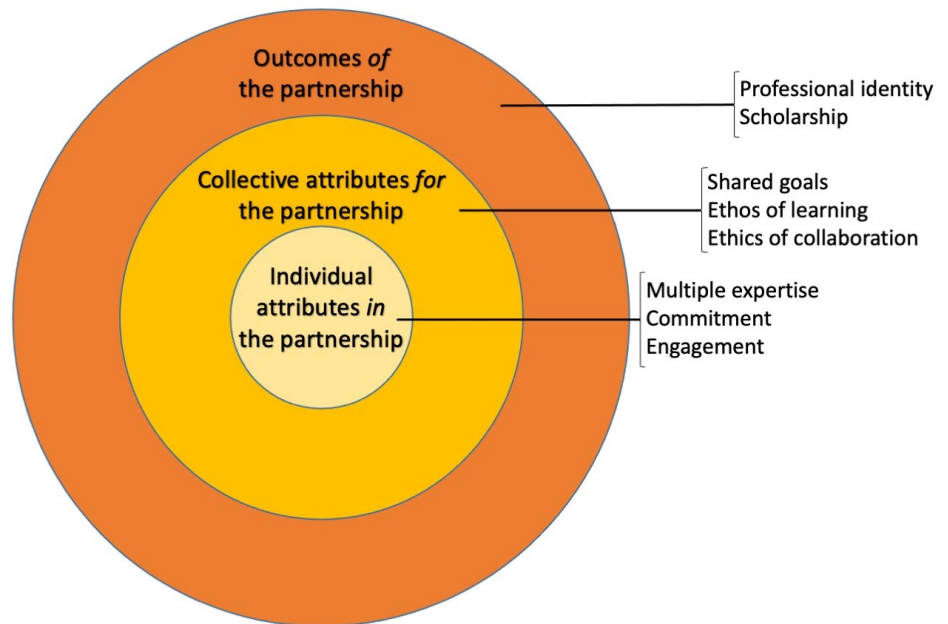 Outcomes of
the partnership
Professional identity
Scholarship
Collective attributes for
the partnership
Shared goals
Ethos of learning
Ethics of collaboration
Individual
attributes in
the partnership
Multiple expertise
Commitment
Engagement